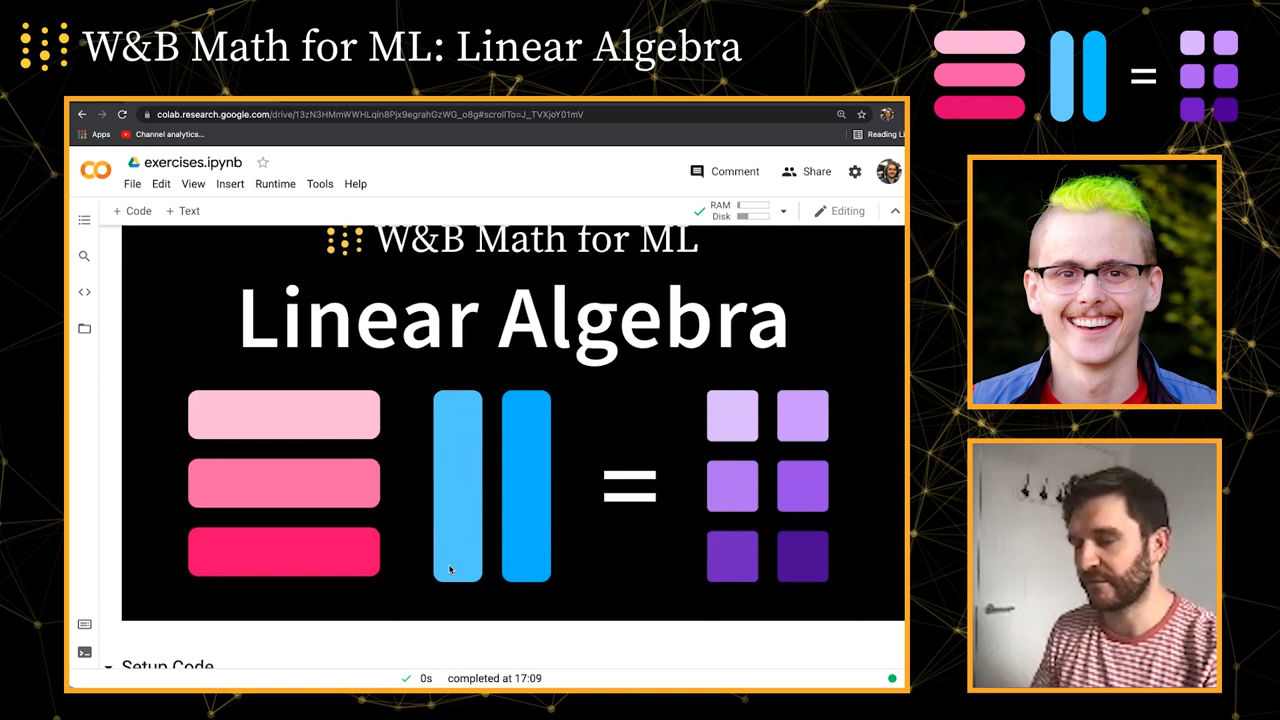 W&B Math for ML: Linear Algebra
colab.research.google.com/drive/13zN3HMmWWHLqin8Pjx9egrahGzWG_o8g#scrollTo=J_TVXjoY01mV
Apps Channel analytics... Reading Li
exercises.ipynb
File Edit View Insert Runtime Tools Help
Comment Share
+ Code + Text
RAM
Disk
Editing
W&B Math for ML
Linear Algebra
=
=
Setup Code
0s completed at 17:09